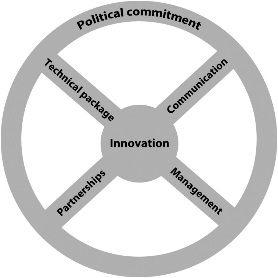 Political commitment
Technical package
Communication
Innovation
Partnerships
Management